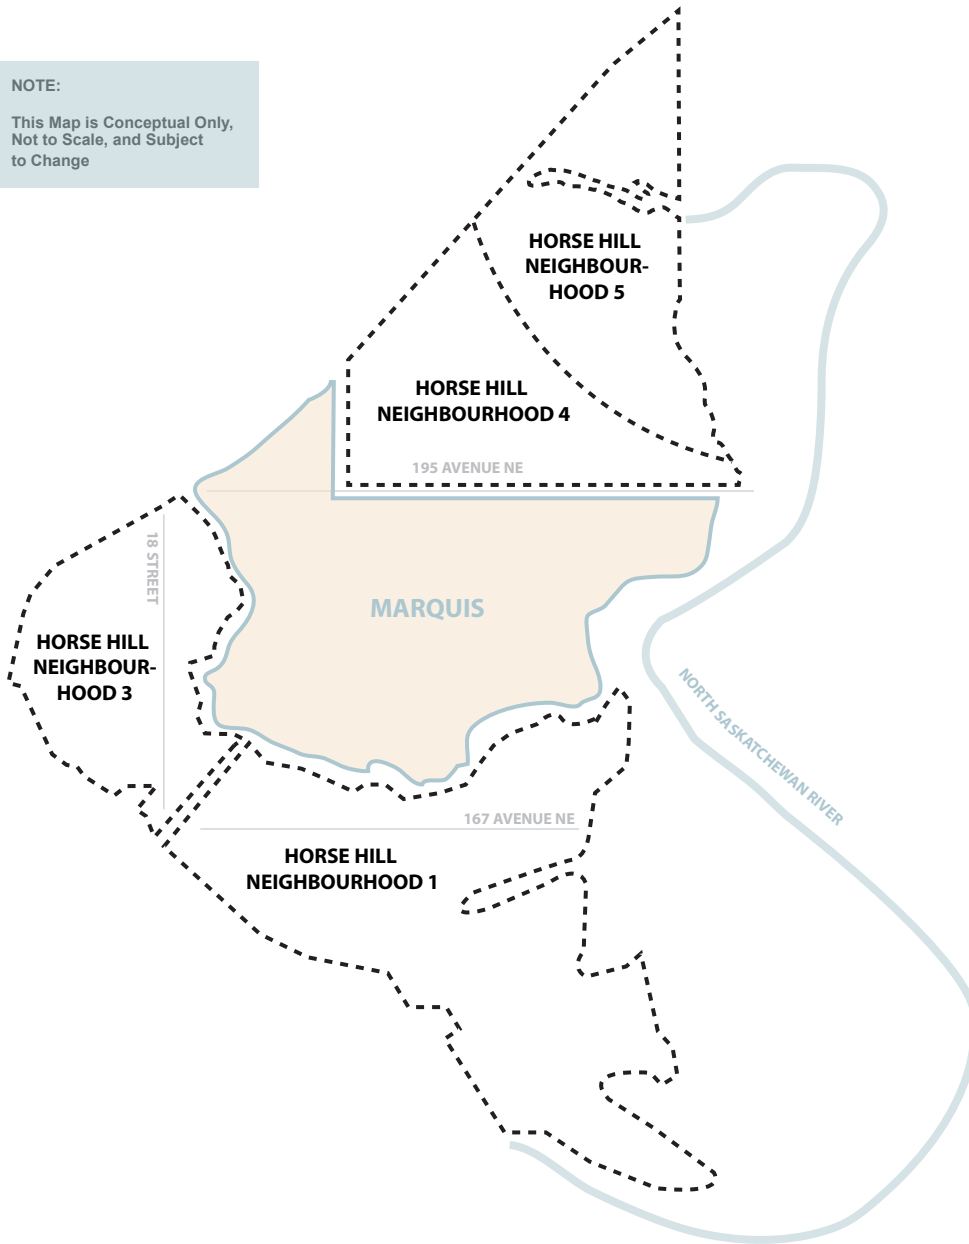 NOTE:
This Map is Conceptual Only,
Not to Scale, and Subject
to Change
HORSE HILL
NEIGHBOUR-
HOOD 5
HORSE HILL
NEIGHBOURHOOD 4
195 AVENUE NE
18 STREET
MARQUIS
HORSE HILL
NEIGHBOUR-
HOOD 3
NORTH SASKATCHEWAN RIVER
167 AVENUE NE
HORSE HILL
NEIGHBOURHOOD 1